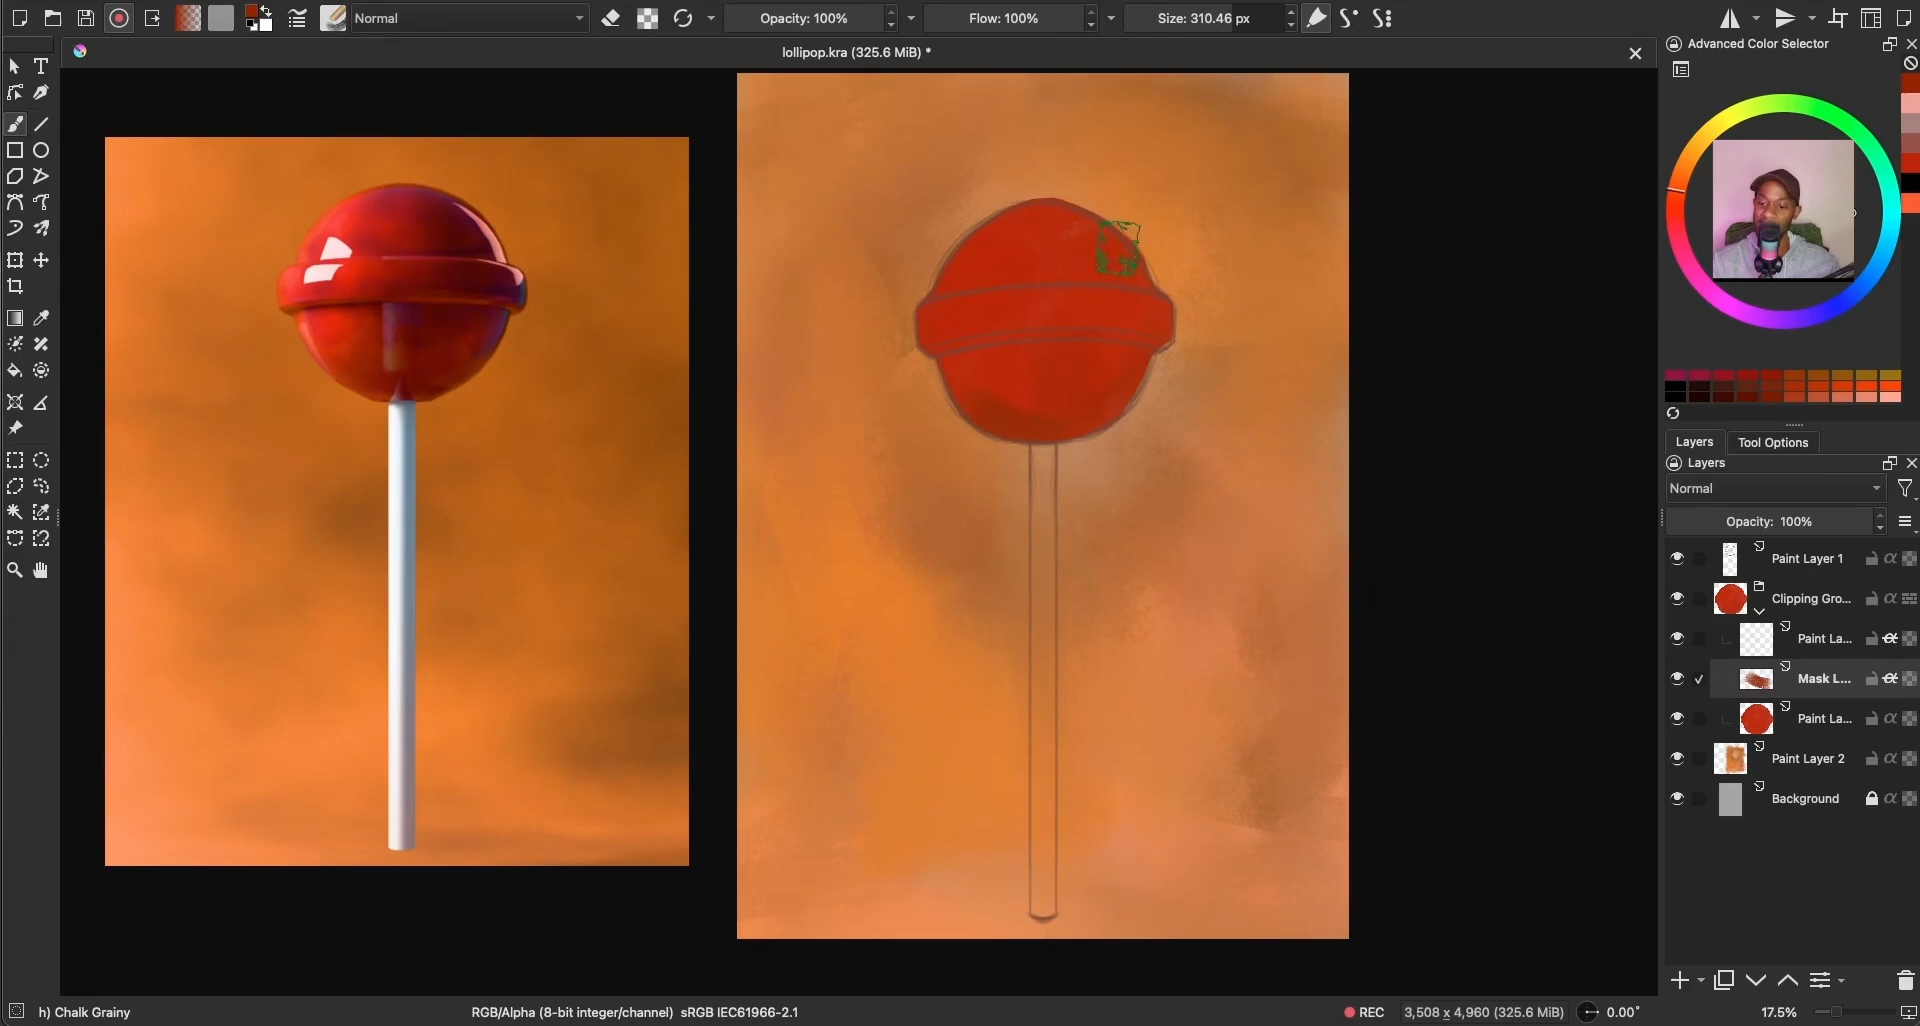 Normal
Opacity: 100%
Flow: 100%
Size: 310.46 px
lollipop.kra (325.6 MiB) *
Advanced Color Selector
Layers
Tool Options
Layers
Normal
Opacity: 100%
Paint Layer 1
Clipping Gro...
Paint La...
Mask L...
Paint La...
Paint Layer 2
Background
h) Chalk Grainy
RGB/Alpha (8-bit integer/channel) sRGB IEC61966-2.1
REC
3,508 x 4,960 (325.6 MiB)
0.00°
17.5%